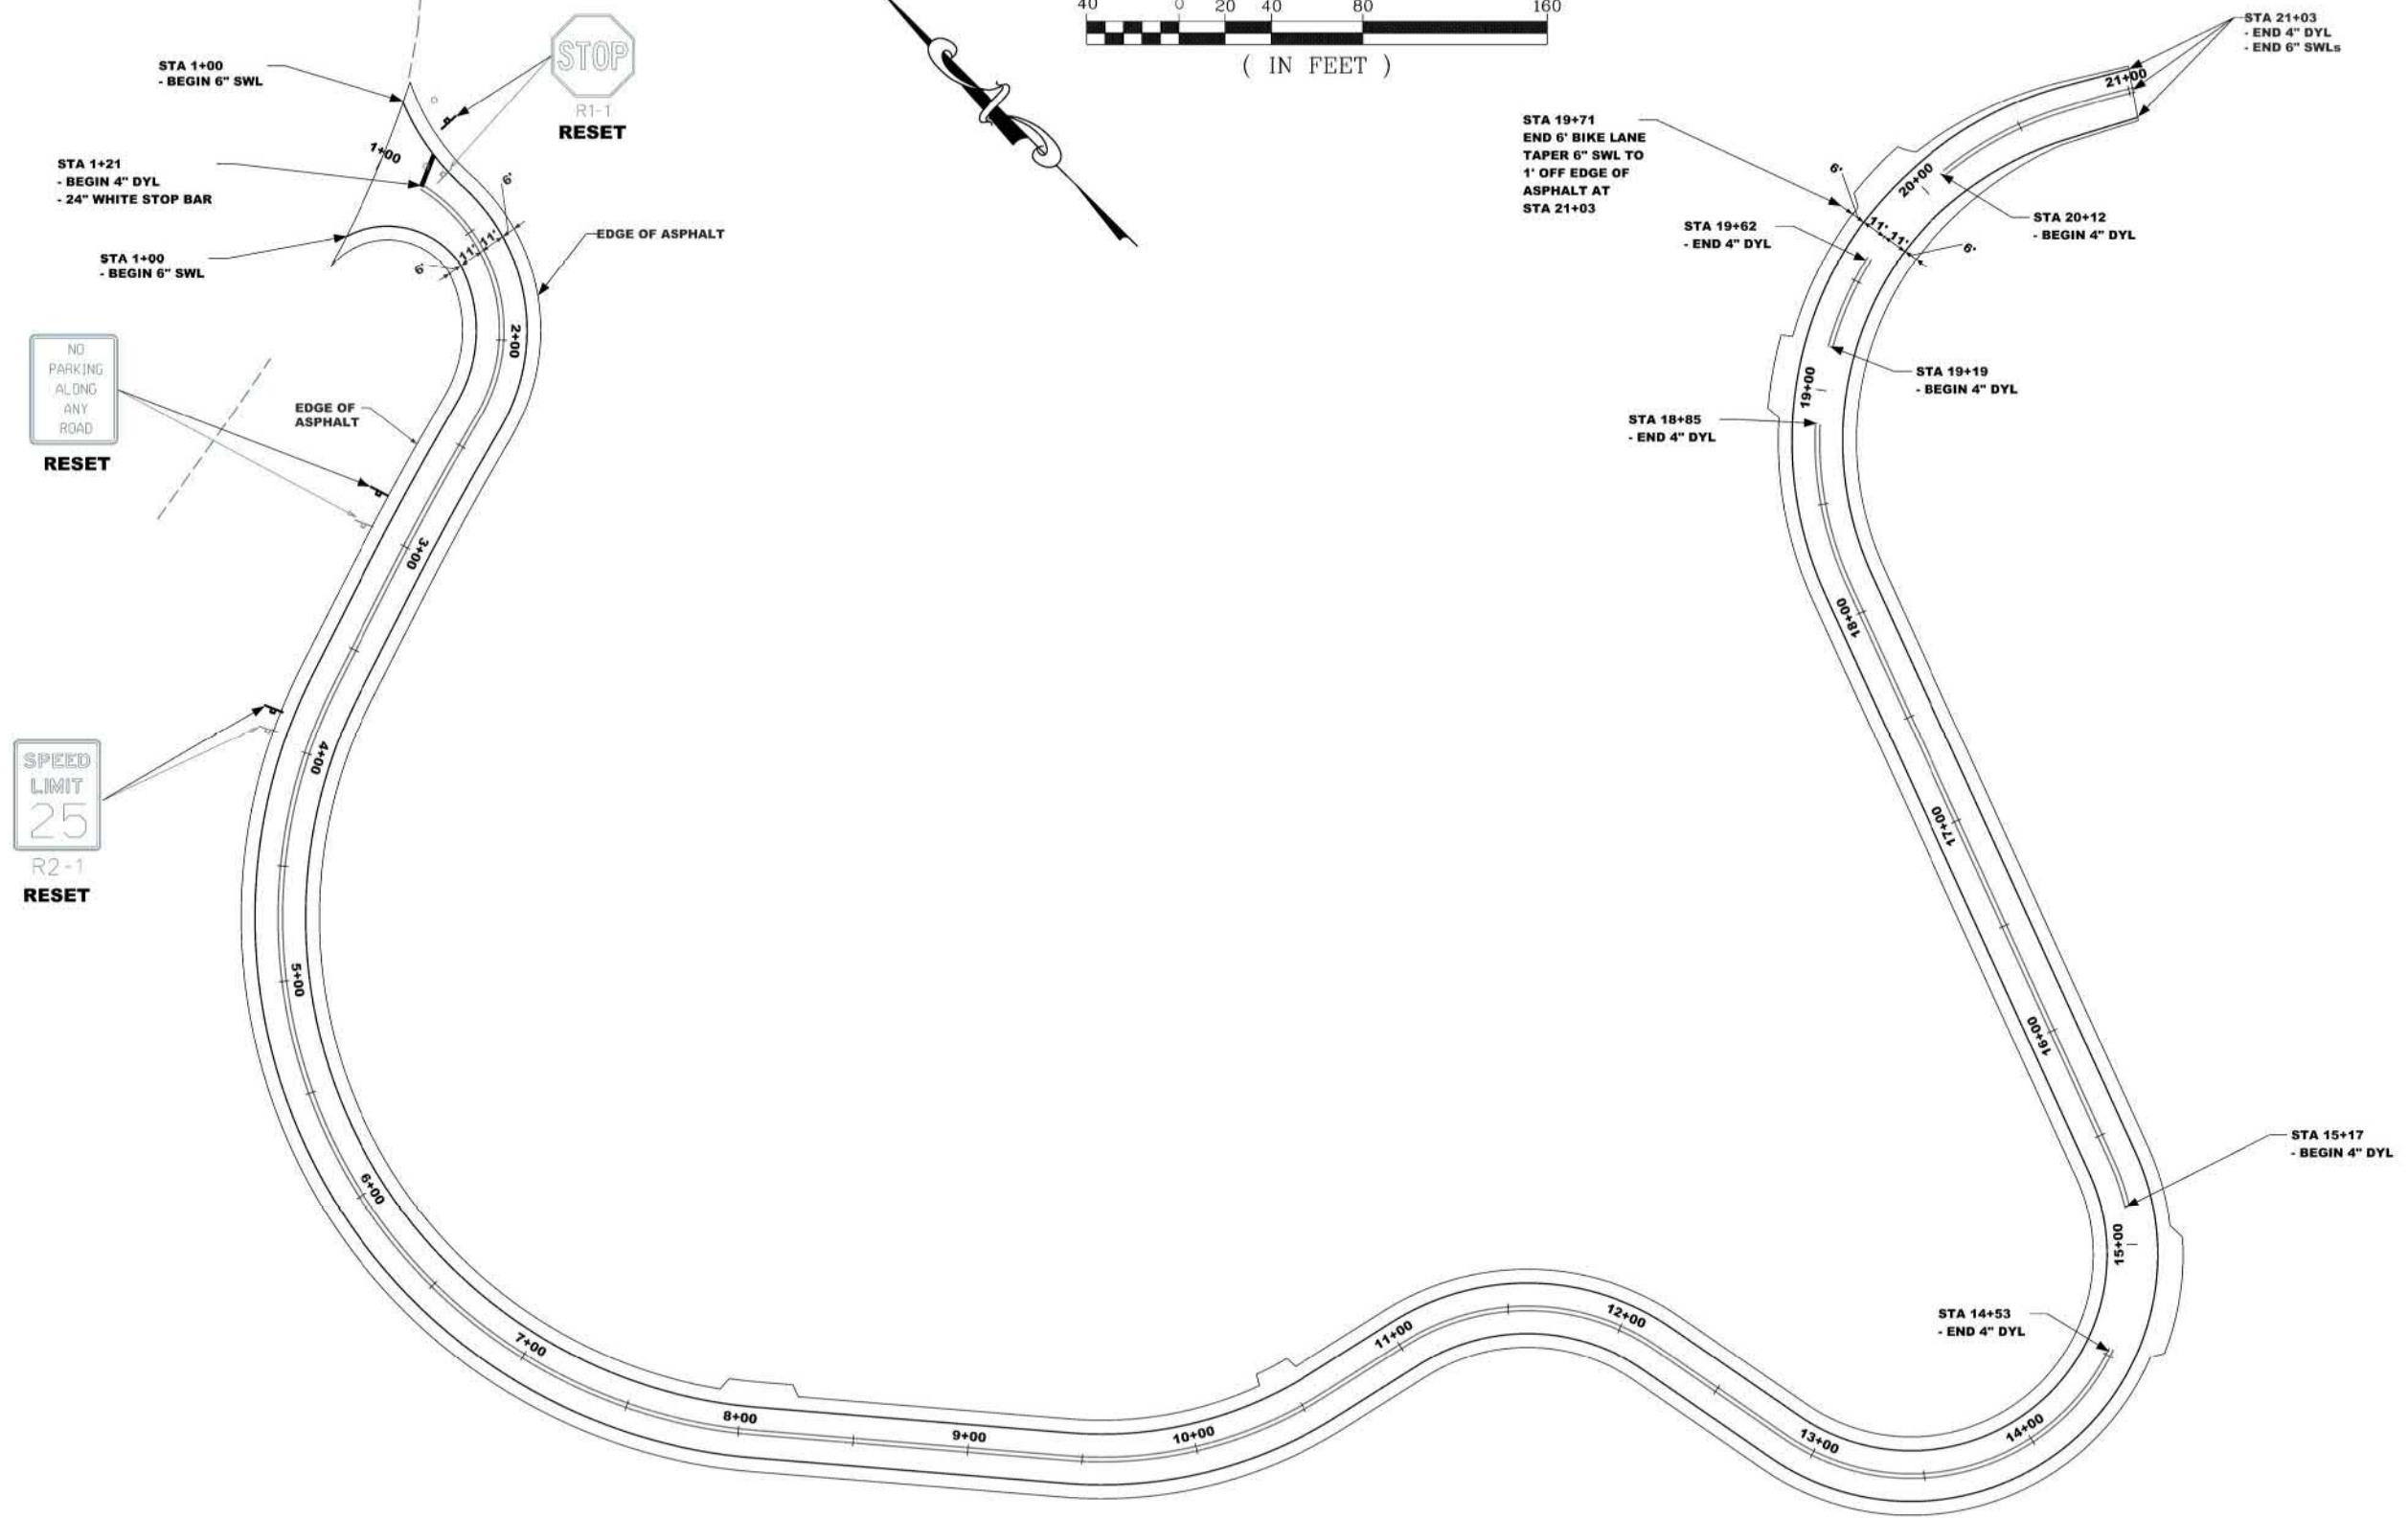 40 0 20 40 80 160
( IN FEET )
STA 1+00
- BEGIN 6" SWL
STOP
R1-1
RESET
1+00
STA 1+21
- BEGIN 4" DYL
- 24" WHITE STOP BAR
6'
11' 11'
6'
EDGE OF ASPHALT
STA 1+00
- BEGIN 6" SWL
2+00
NO
PARKING
ALONG
ANY
ROAD
RESET
EDGE OF
ASPHALT
3+00
SPEED
LIMIT
25
R2-1
RESET
4+00
5+00
6+00
7+00
8+00
9+00
10+00
11+00
12+00
13+00
14+00
STA 14+53
- END 4" DYL
15+00
STA 15+17
- BEGIN 4" DYL
16+00
17+00
18+00
STA 18+85
- END 4" DYL
19+00
STA 19+19
- BEGIN 4" DYL
STA 19+62
- END 4" DYL
STA 19+71
END 6' BIKE LANE
TAPER 6" SWL TO
1' OFF EDGE OF
ASPHALT AT
STA 21+03
6'
11' 11'
6'
20+00
STA 20+12
- BEGIN 4" DYL
21+00
STA 21+03
- END 4" DYL
- END 6" SWLs